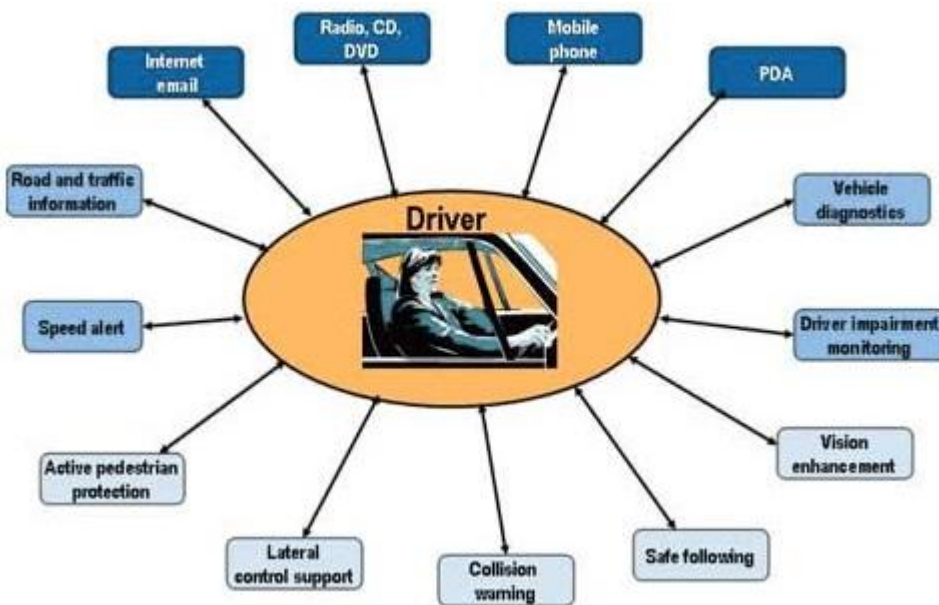 Radio, CD,
DVD
Mobile
phone
Internet
email
PDA
Road and traffic
information
Vehicle
diagnostics
Driver
Speed alert
Driver impairment
monitoring
Active pedestrian
protection
Vision
enhancement
Lateral
control support
Collision
warning
Safe following